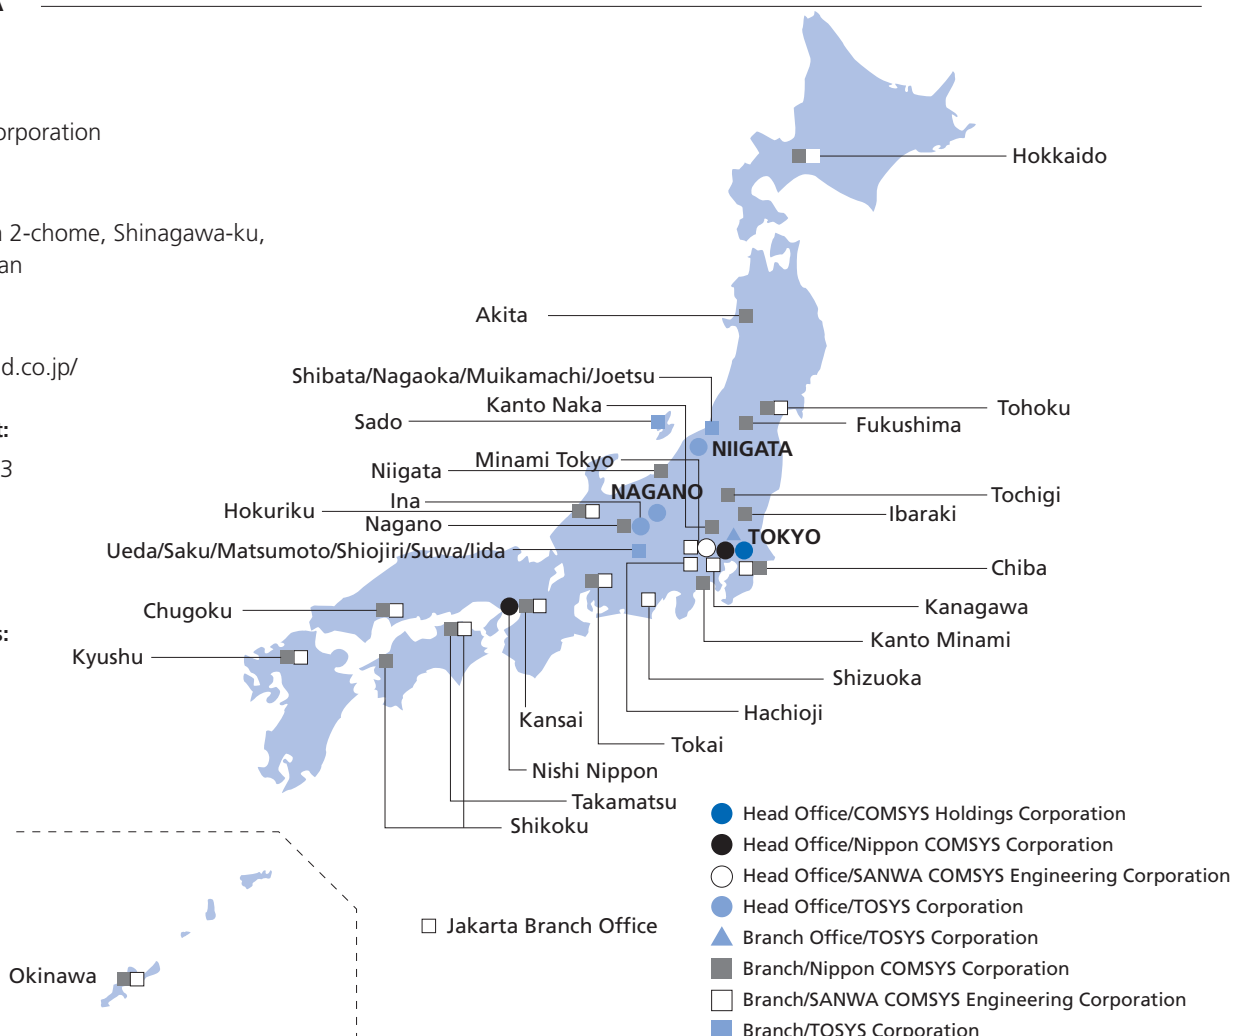 A
orporation
Hokkaido
2-chome, Shinagawa-ku,
an
Akita
d.co.jp/
Shibata/Nagaoka/Muikamachi/Joetsu
Kanto Naka
Tohoku
Sado
Fukushima
t:
NIIGATA
Minami Tokyo
3
Niigata
NAGANO
Tochigi
Ina
Hokuriku
Ibaraki
Nagano
TOKYO
Ueda/Saku/Matsumoto/Shiojiri/Suwa/Iida
Chiba
Kanagawa
Chugoku
s:
Kanto Minami
Kyushu
Shizuoka
Hachioji
Kansai
Tokai
Nishi Nippon
Takamatsu
Shikoku
Head Office/COMSYS Holdings Corporation
Head Office/Nippon COMSYS Corporation
Head Office/SANWA COMSYS Engineering Corporation
Head Office/TOSYS Corporation
Jakarta Branch Office
Branch Office/TOSYS Corporation
Branch/Nippon COMSYS Corporation
Okinawa
Branch/SANWA COMSYS Engineering Corporation
Branch/TOSYS Corporation